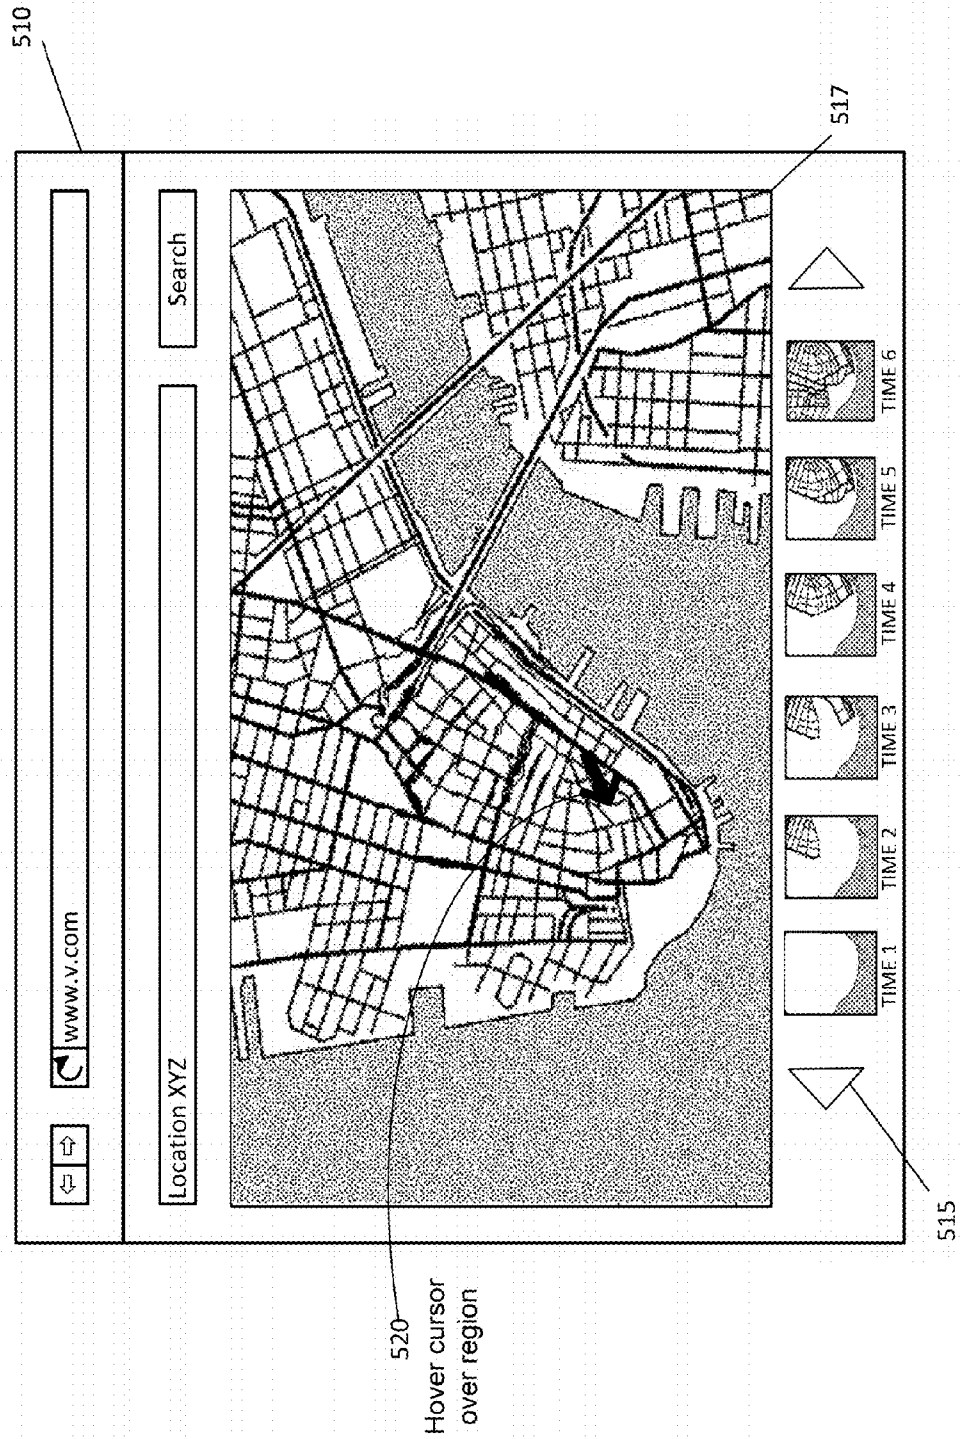 510
www.v.com
Location XYZ
Search
517
520
Hover cursor
over region
TIME 1
TIME 2
TIME 3
TIME 4
TIME 5
TIME 6
515